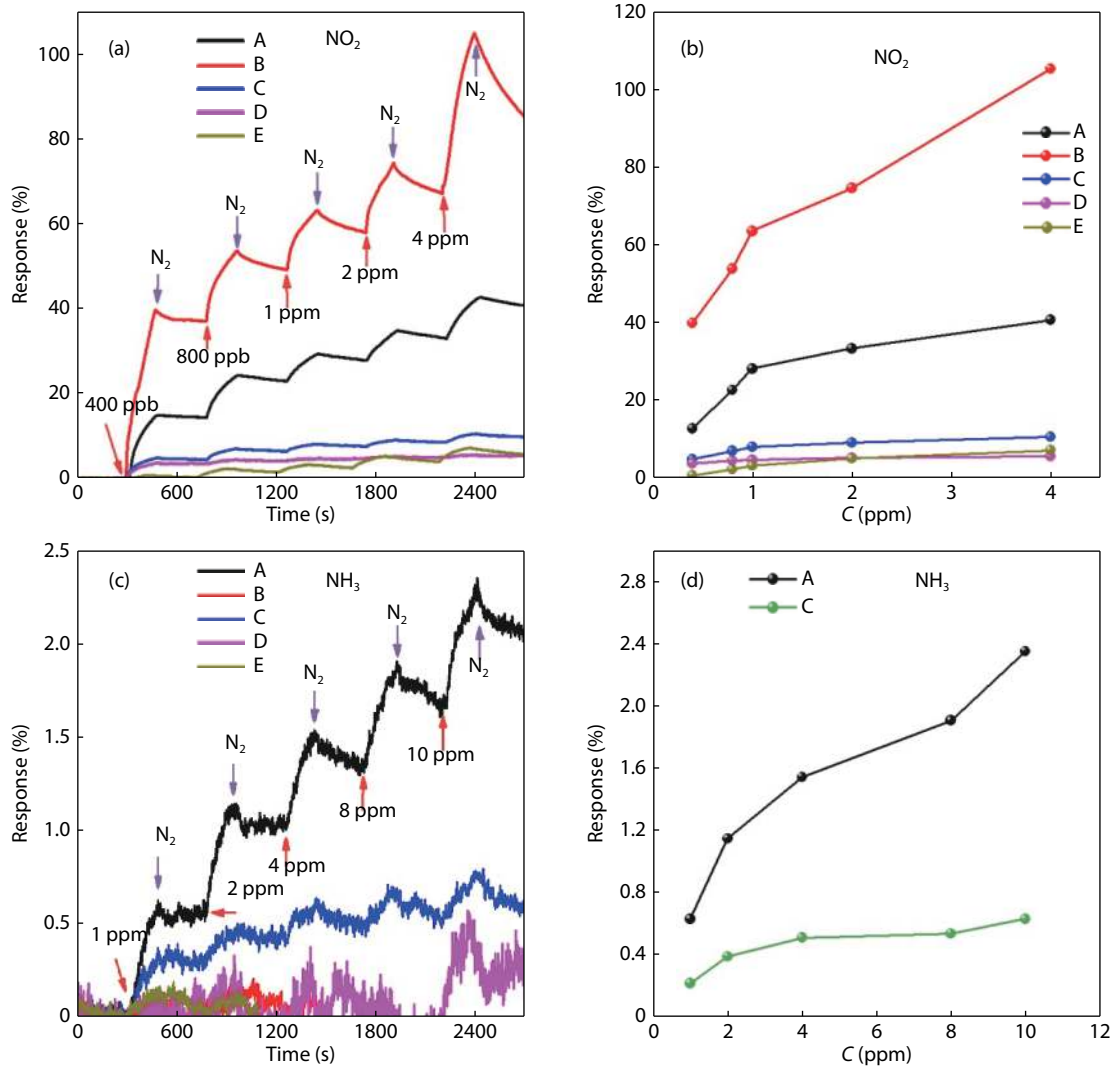 (a)
NO₂
A
B
C
D
E
N₂
N₂
N₂
N₂
N₂
400 ppb
800 ppb
1 ppm
2 ppm
4 ppm
Response (%)
100
80
60
40
20
0
0
600
1200
1800
2400
Time (s)
(b)
NO₂
A
B
C
D
E
Response (%)
120
100
80
60
40
20
0
0
1
2
3
4
C (ppm)
(c)
NH₃
A
B
C
D
E
N₂
N₂
N₂
N₂
N₂
1 ppm
2 ppm
4 ppm
8 ppm
10 ppm
Response (%)
2.5
2.0
1.5
1.0
0.5
0
0
600
1200
1800
2400
Time (s)
(d)
NH₃
A
C
Response (%)
2.8
2.4
2.0
1.6
1.2
0.8
0.4
0
0
2
4
6
8
10
12
C (ppm)